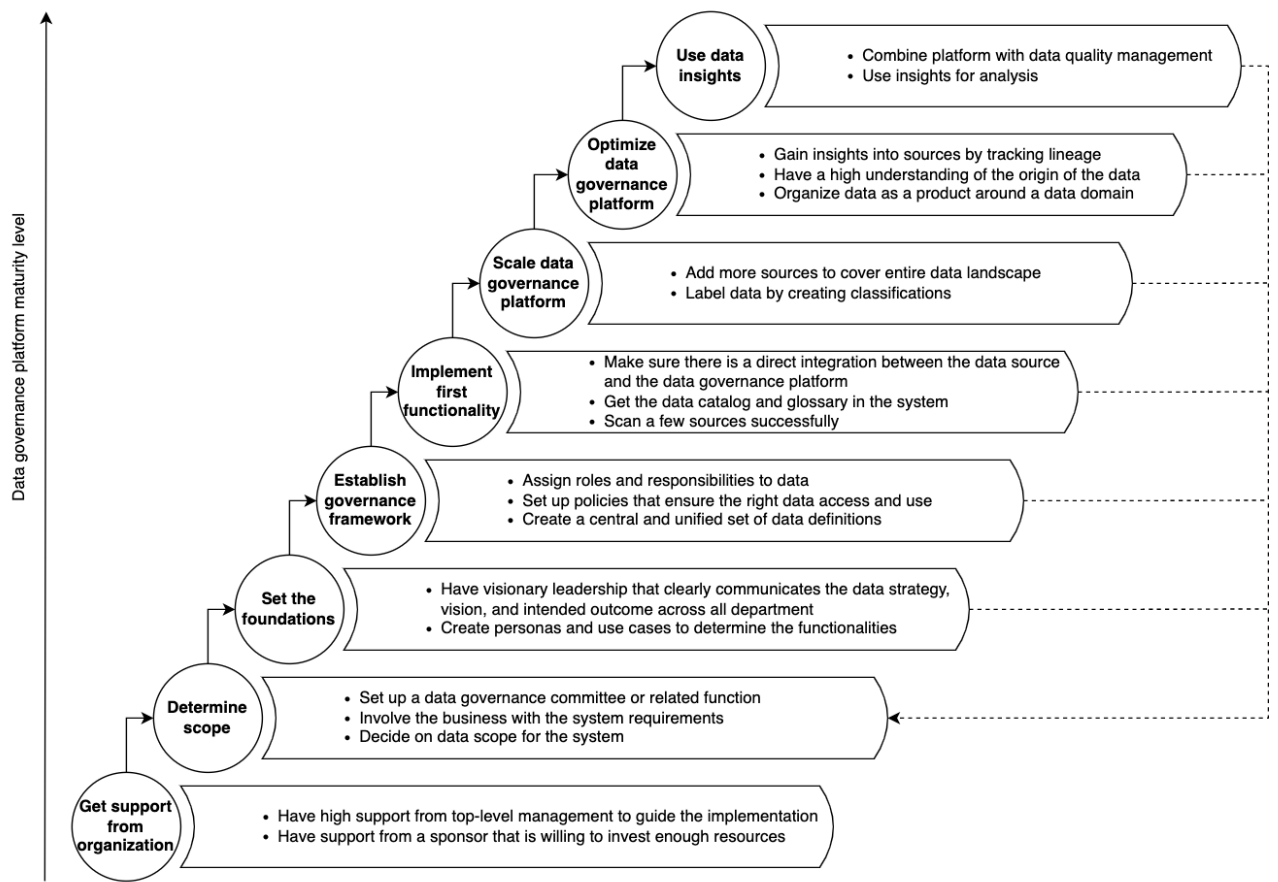 Data governance platform maturity level
Use data
insights
• Combine platform with data quality management
• Use insights for analysis
Optimize
data
governance
platform
• Gain insights into sources by tracking lineage
• Have a high understanding of the origin of the data
• Organize data as a product around a data domain
Scale data
governance
platform
• Add more sources to cover entire data landscape
• Label data by creating classifications
Implement
first
functionality
• Make sure there is a direct integration between the data source
and the data governance platform
• Get the data catalog and glossary in the system
• Scan a few sources successfully
Establish
governance
framework
• Assign roles and responsibilities to data
• Set up policies that ensure the right data access and use
• Create a central and unified set of data definitions
Set the
foundations
• Have visionary leadership that clearly communicates the data strategy,
vision, and intended outcome across all department
• Create personas and use cases to determine the functionalities
Determine
scope
• Set up a data governance committee or related function
• Involve the business with the system requirements
• Decide on data scope for the system
Get support
from
organization
• Have high support from top-level management to guide the implementation
• Have support from a sponsor that is willing to invest enough resources